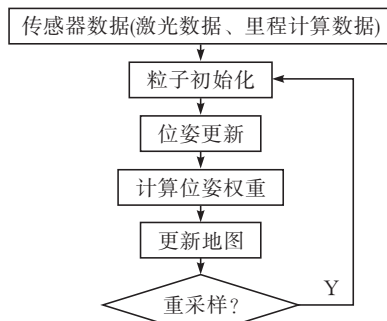 传感器数据(激光数据、里程计算数据)
粒子初始化
位姿更新
计算位姿权重
更新地图
重采样?
Y